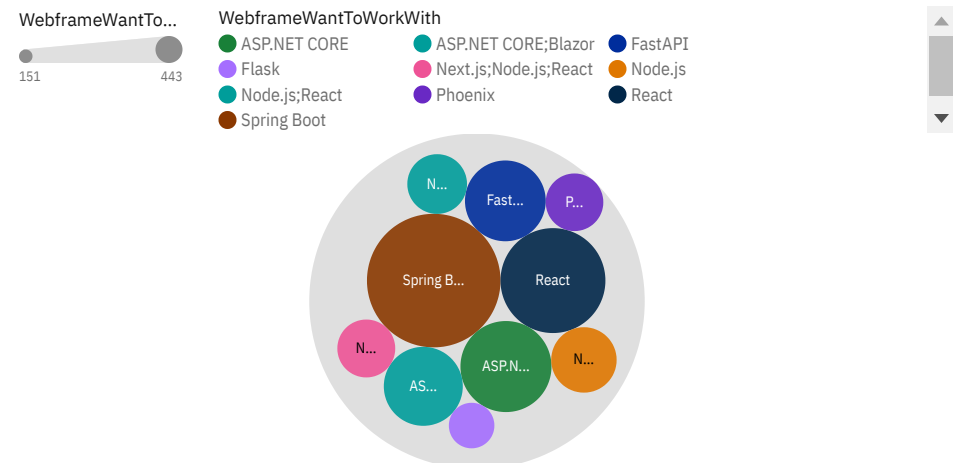 WebframeWantTo...
151
443
WebframeWantToWorkWith
ASP.NET CORE
ASP.NET CORE;Blazor
FastAPI
Flask
Next.js;Node.js;React
Node.js
Node.js;React
Phoenix
React
Spring Boot
N...
Fast...
P...
Spring B...
React
N...
AS...
ASP.N...
N...